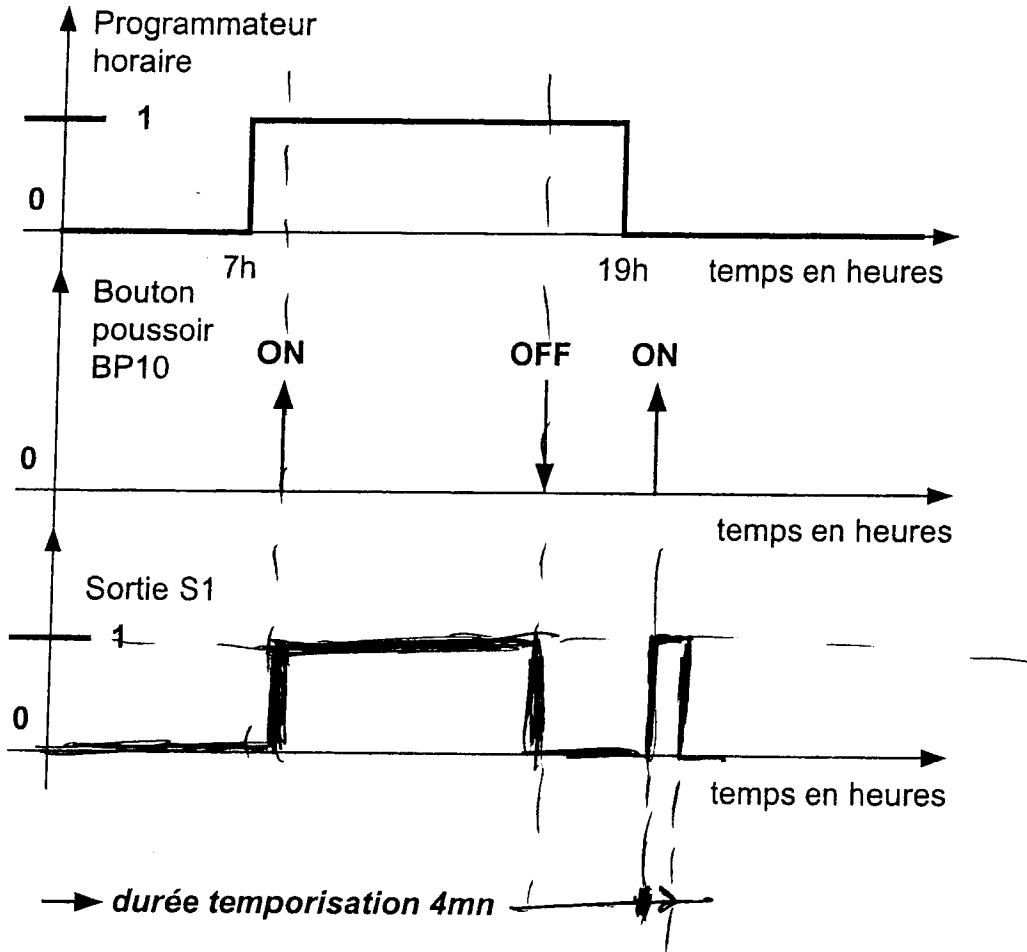 Programmateur
horaire
1
0
7h
19h
temps en heures
Bouton
poussoir
BP10
ON
OFF
ON
0
temps en heures
Sortie S1
1
0
temps en heures
durée temporisation 4mn